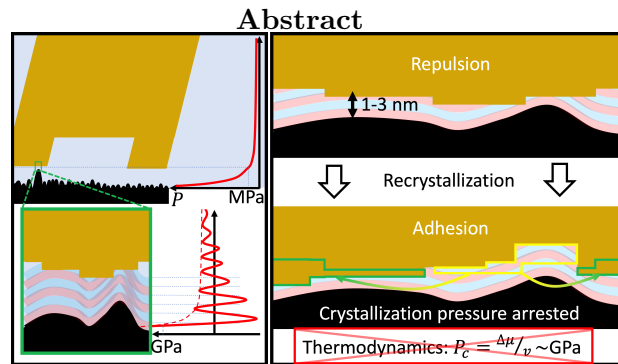 Abstract
P
MPa
GPa
Repulsion
1-3 nm
Recrystallization
Adhesion
Crystallization pressure arrested
Thermodynamics: P_c = Δμ/v ~GPa